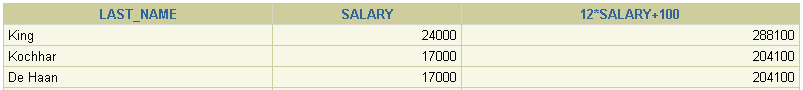 LAST_NAME SALARY 12*SALARY+100
King 24000 288100
Kochhar 17000 204100
De Haan 17000 204100